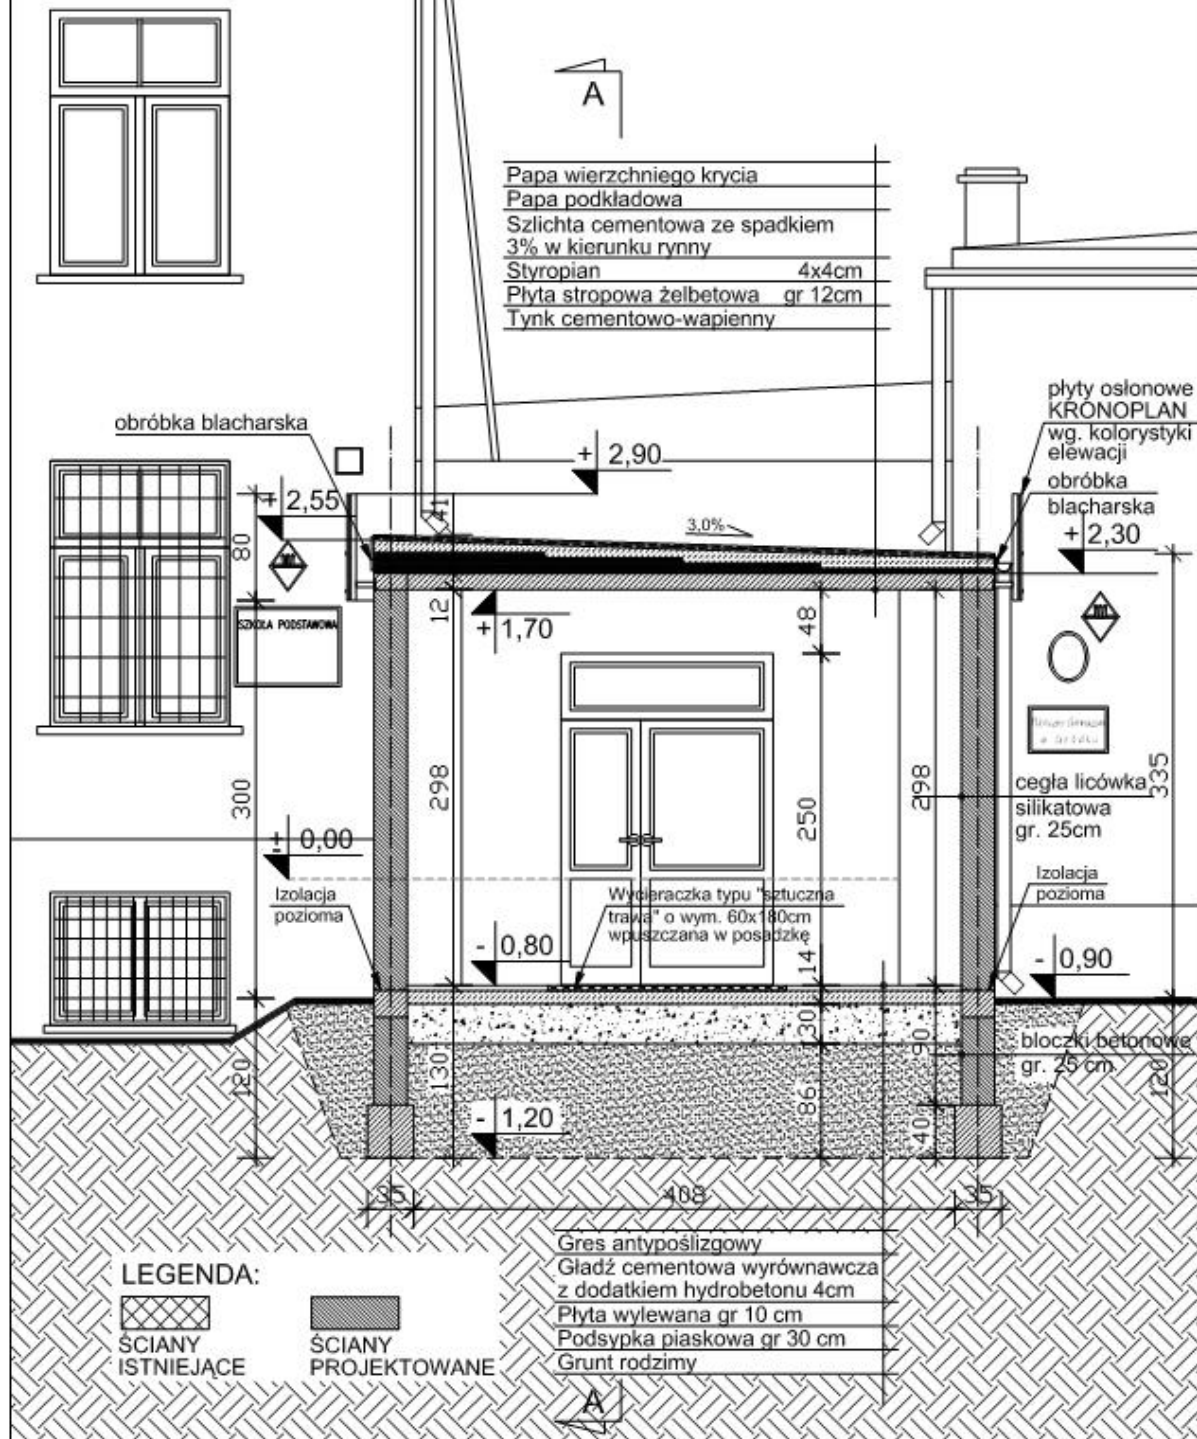 A
Papa wierzchniego krycia
Papa podkładowa
Szlichta cementowa ze spadkiem
3% w kierunku rynny
Styropian 4x4cm
Płyta stropowa żelbetowa gr 12cm
Tynk cementowo-wapienny
płyty osłonowe
KRONOPLAN
wg. kolorystyki
elewacji
obróbka blacharska
obróbka
blacharska
+ 2,90
+ 2,55
41
3,0%
+ 2,30
80
12
+ 1,70
48
SZKOŁA PODSTAWOWA
300
298
250
298
335
cegła licówka
silikatowa
gr. 25cm
± 0,00
Izolacja
pozioma
Wycieraczka typu "sztuczna
trawa" o wym. 60x180cm
wpuszczana w posadzkę
Izolacja
pozioma
- 0,80
14
- 0,90
120
130
30
90
bloczki betonowe
gr. 25 cm
120
86
40
- 1,20
35
408
35
Gres antypoślizgowy
Gładź cementowa wyrównawcza
z dodatkiem hydrobetonu 4cm
Płyta wylewana gr 10 cm
Podsypka piaskowa gr 30 cm
Grunt rodzimy
LEGENDA:
ŚCIANY
ISTNIEJĄCE
ŚCIANY
PROJEKTOWANE
A